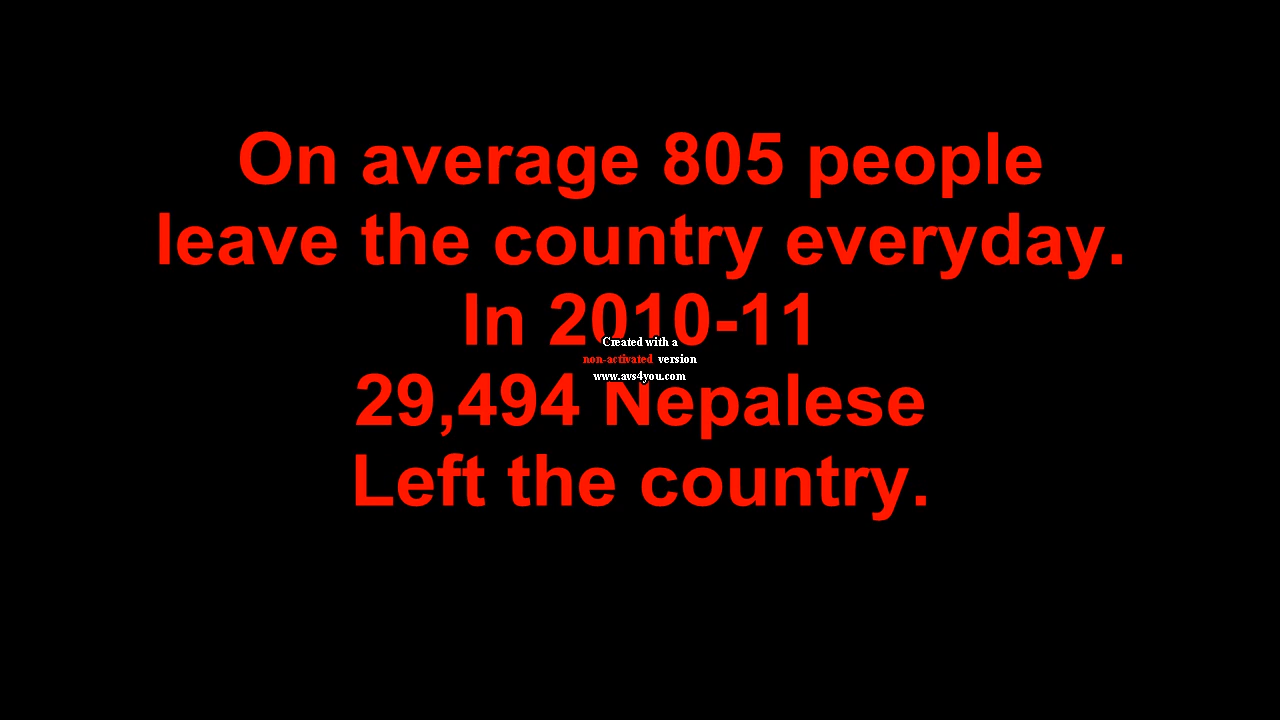 On average 805 people
leave the country everyday.
In 2010-11
Created with a
non-activated version
www.avs4you.com
29,494 Nepalese
Left the country.